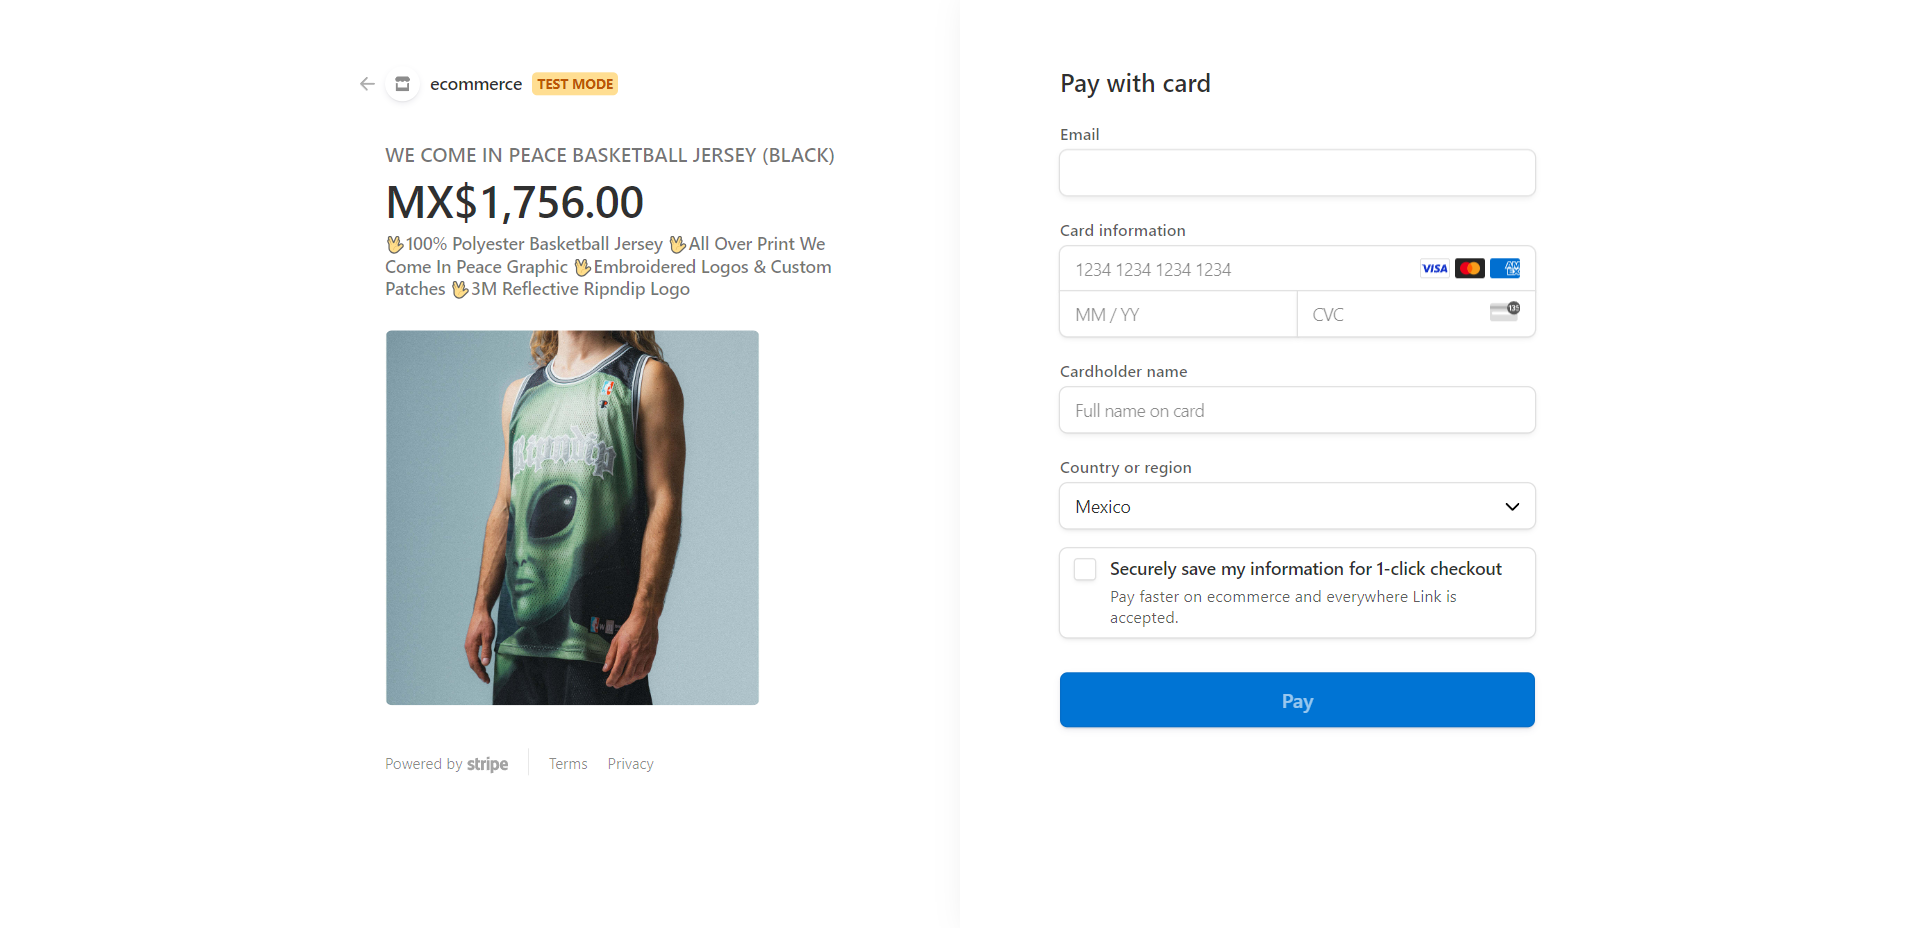 ecommerce TEST MODE
WE COME IN PEACE BASKETBALL JERSEY (BLACK)
MX$1,756.00
🖖100% Polyester Basketball Jersey 🖖All Over Print We
Come In Peace Graphic 🖖Embroidered Logos & Custom
Patches 🖖3M Reflective Ripndip Logo
Ripndip
Powered by stripe
Terms
Privacy
Pay with card
Email
Card information
1234 1234 1234 1234
VISA
AM
EX
MM / YY
CVC
135
Cardholder name
Full name on card
Country or region
Mexico
Securely save my information for 1-click checkout
Pay faster on ecommerce and everywhere Link is
accepted.
Pay